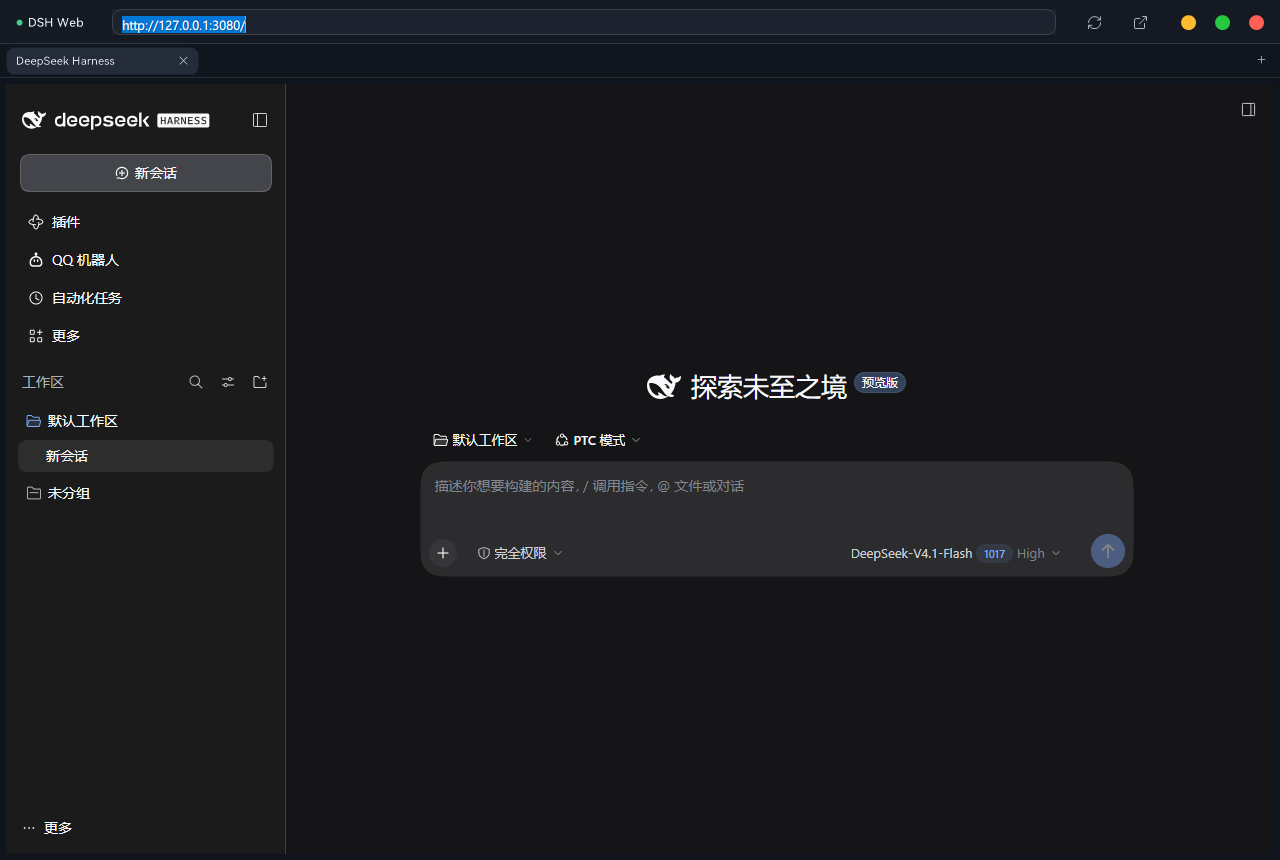 DSH Web
http://127.0.0.1:3080/
DeepSeek Harness
deepseek HARNESS
新会话
插件
QQ 机器人
自动化任务
更多
工作区
默认工作区
新会话
未分组
更多
探索未至之境 预览版
默认工作区 PTC 模式
描述你想要构建的内容, / 调用指令, @ 文件或对话
完全权限 DeepSeek-V4.1-Flash 1017 High